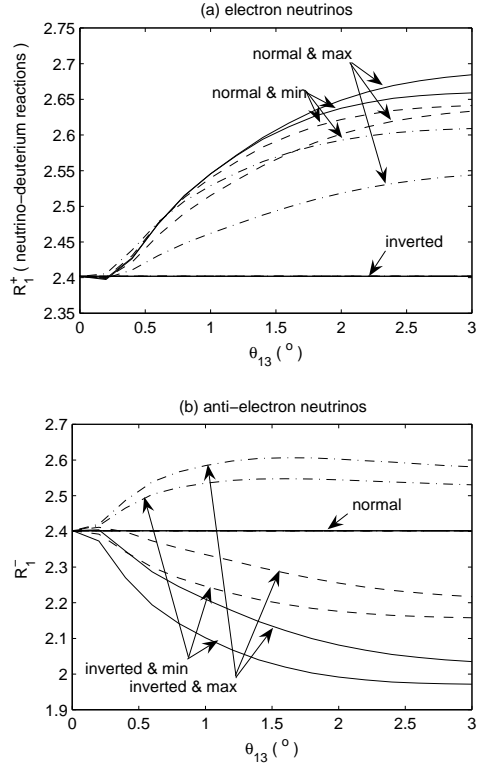 (a) electron neutrinos
2.75
2.7
2.65
2.6
2.55
2.5
2.45
2.4
2.35
R₁⁺ ( neutrino−deuterium reactions )
normal & max
normal & min
inverted
0 0.5 1 1.5 2 2.5 3
θ₁₃ ( ° )
(b) anti−electron neutrinos
2.7
2.6
2.5
2.4
2.3
2.2
2.1
2
1.9
R₁⁻
normal
inverted & min
inverted & max
0 0.5 1 1.5 2 2.5 3
θ₁₃ ( ° )